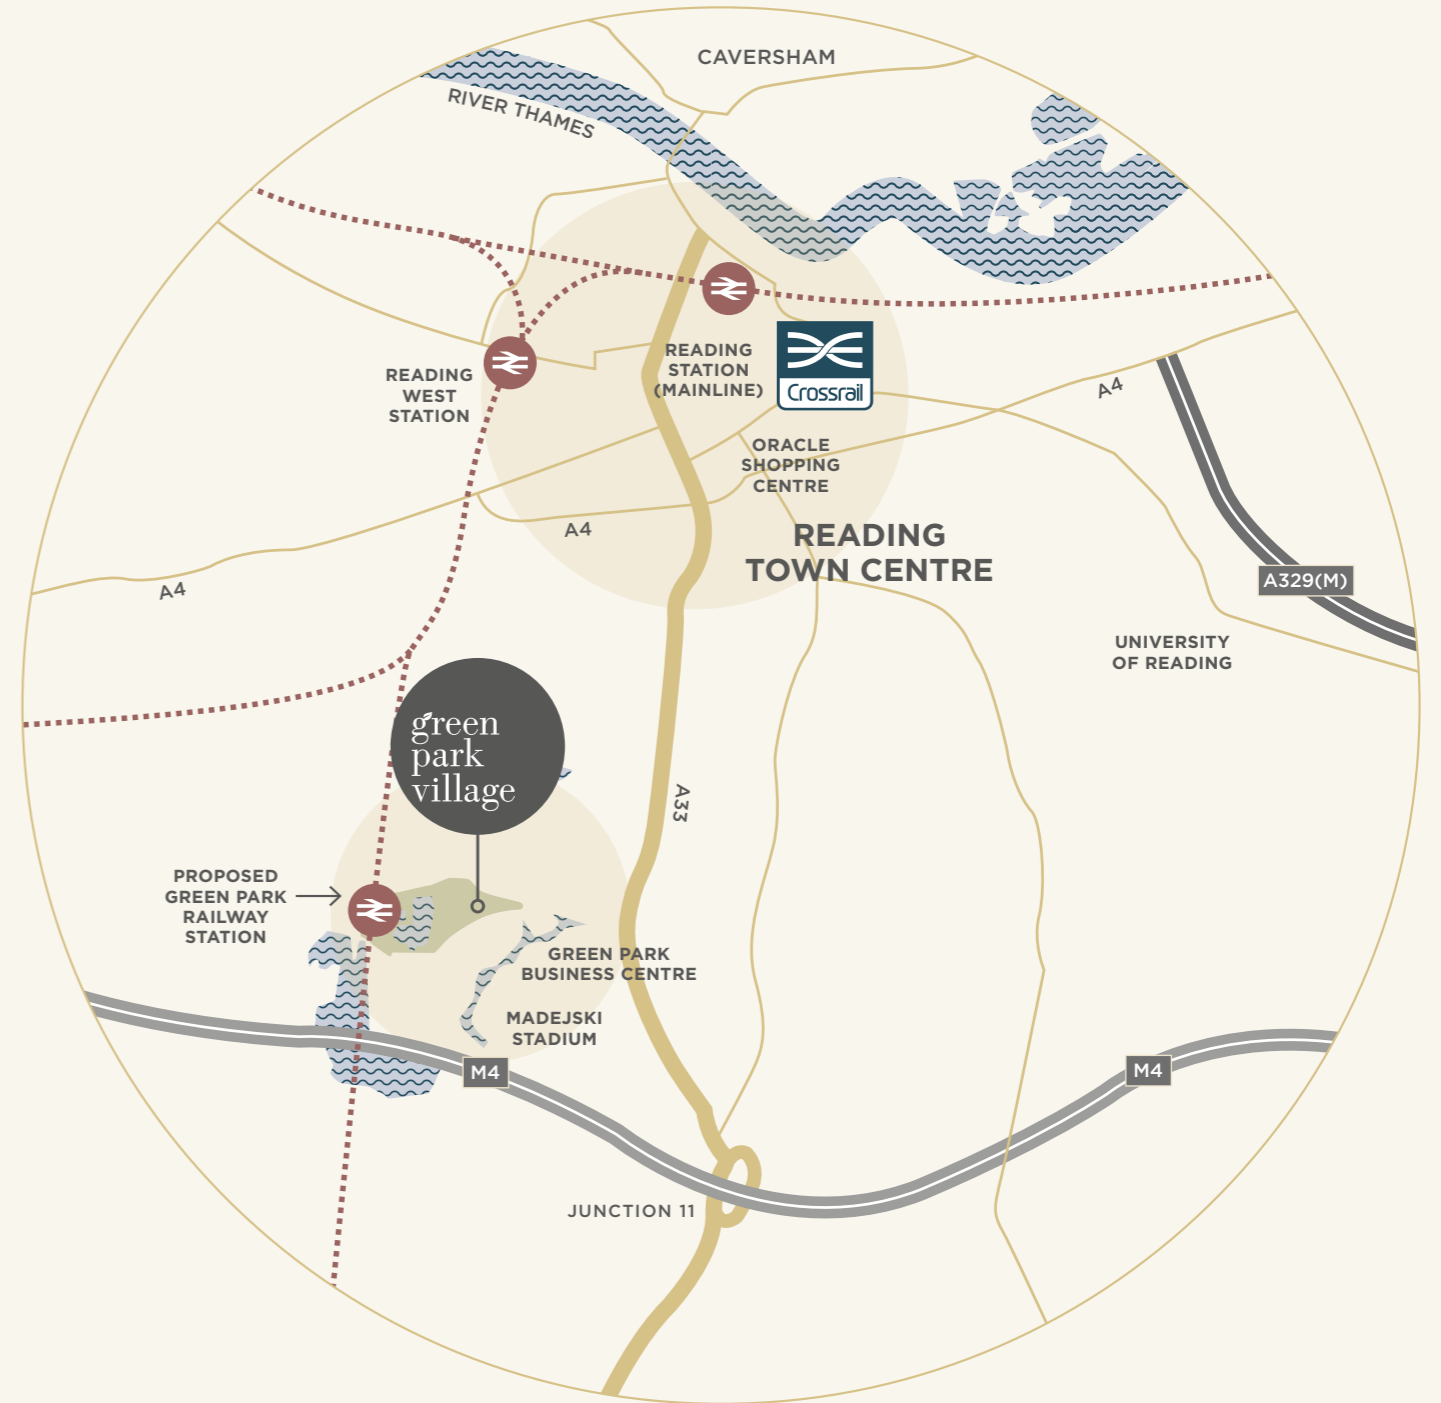 CAVERSHAM
RIVER THAMES
READING
STATION
(MAINLINE)
Crossrail
READING
WEST
STATION
A4
ORACLE
SHOPPING
CENTRE
A4
READING
TOWN CENTRE
A4
A329(M)
UNIVERSITY
OF READING
green
park
village
A33
PROPOSED
GREEN PARK
RAILWAY
STATION
GREEN PARK
BUSINESS CENTRE
MADEJSKI
STADIUM
M4
M4
JUNCTION 11